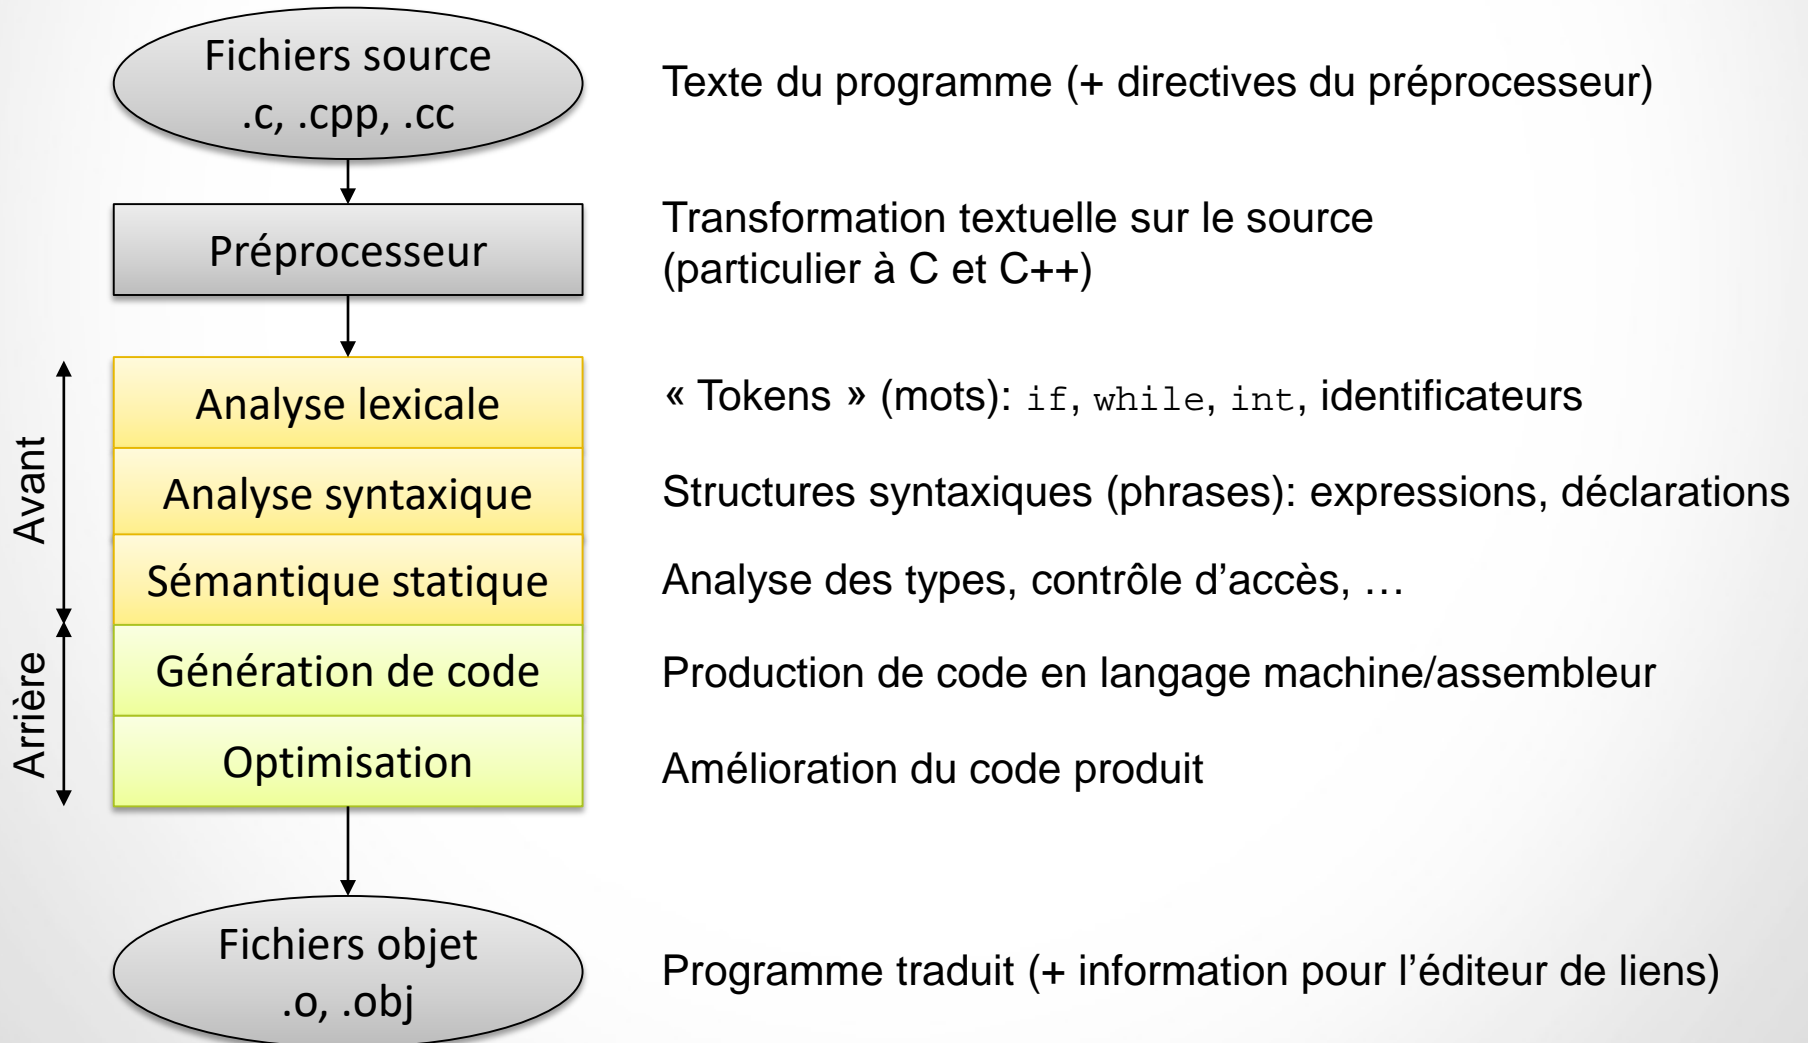 Fichiers source
.c, .cpp, .cc
Texte du programme (+ directives du préprocesseur)
Préprocesseur
Transformation textuelle sur le source
(particulier à C et C++)
Avant
Analyse lexicale
« Tokens » (mots): if, while, int, identificateurs
Analyse syntaxique
Structures syntaxiques (phrases): expressions, déclarations
Sémantique statique
Analyse des types, contrôle d’accès, …
Arrière
Génération de code
Production de code en langage machine/assembleur
Optimisation
Amélioration du code produit
Fichiers objet
.o, .obj
Programme traduit (+ information pour l’éditeur de liens)